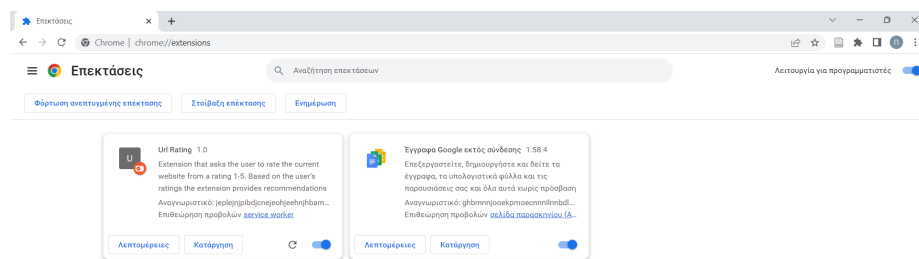 Επεκτάσεις
Chrome | chrome://extensions
Επεκτάσεις
Αναζήτηση επεκτάσεων
Λειτουργία για προγραμματιστές
Φόρτωση ανεπτυγμένης επέκτασης
Στοίβαξη επέκτασης
Ενημέρωση
U
Url Rating 1.0
Extension that asks the user to rate the current
website from a rating 1-5. Based on the user's
ratings the extension provides recommendations
Αναγνωριστικό: jeplejnjpibdjcnejeohjeehnjhbam...
Επιθεώρηση προβολών service worker
Λεπτομέρειες
Κατάργηση
Έγγραφα Google εκτός σύνδεσης 1.58.4
Επεξεργαστείτε, δημιουργήστε και δείτε τα
έγγραφα, τα υπολογιστικά φύλλα και τις
παρουσιάσεις σας και όλα αυτά χωρίς πρόσβαση
Αναγνωριστικό: ghbmnnjooekpmoecnnnilnnbdl...
Επιθεώρηση προβολών σελίδα παρασκηνίου (Α...
Λεπτομέρειες
Κατάργηση